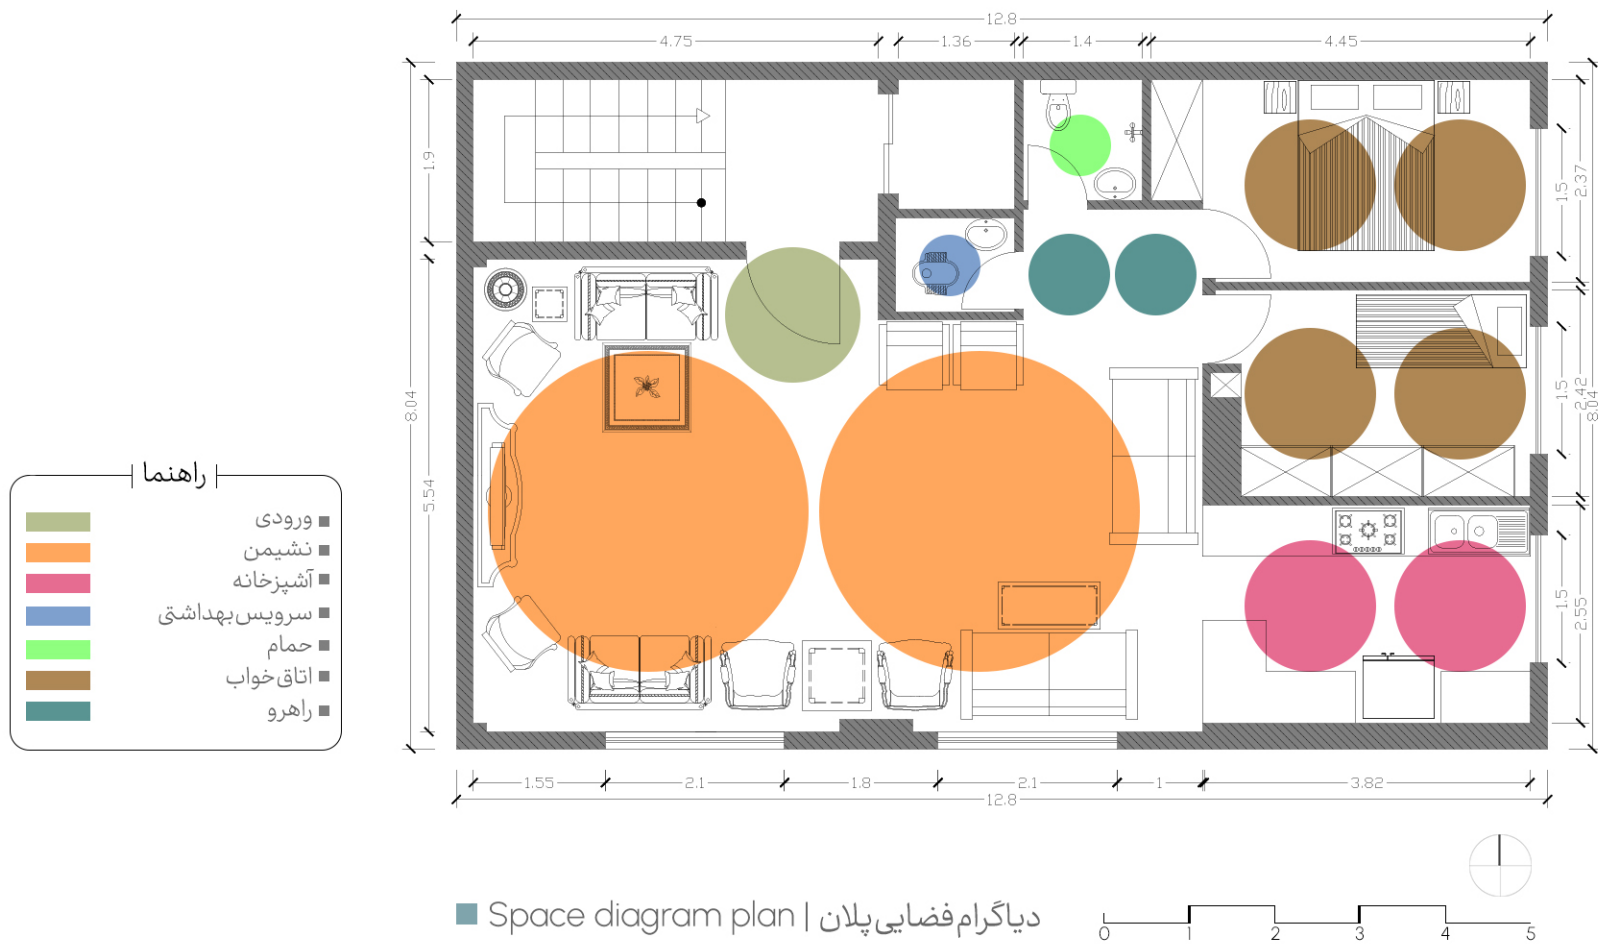 12.8
4.75 1.36 1.4 4.45
1.9
5.54
8.04
1.5
2.37
1.5
2.42
8.04
1.5
2.55
راهنما
ورودی
نشیمن
آشپزخانه
سرویس‌بهداشتی
حمام
اتاق‌خواب
راهرو
1.55 2.1 1.8 2.1 1 3.82
12.8
Space diagram plan | دیاگرام فضایی پلان
0 1 2 3 4 5